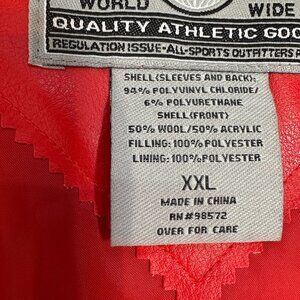 WORLD WIDE
QUALITY ATHLETIC GOO
REGULATION ISSUE-ALL-SPORTS OUTFITTERS
SHELL(SLEEVES AND BACK):
94% POLYVINYL CHLORIDE/
6% POLYURETHANE
SHELL(FRONT)
50% WOOL/50% ACRYLIC
FILLING: 100% POLYESTER
LINING: 100% POLYESTER
XXL
MADE IN CHINA
RN#98572
OVER FOR CARE